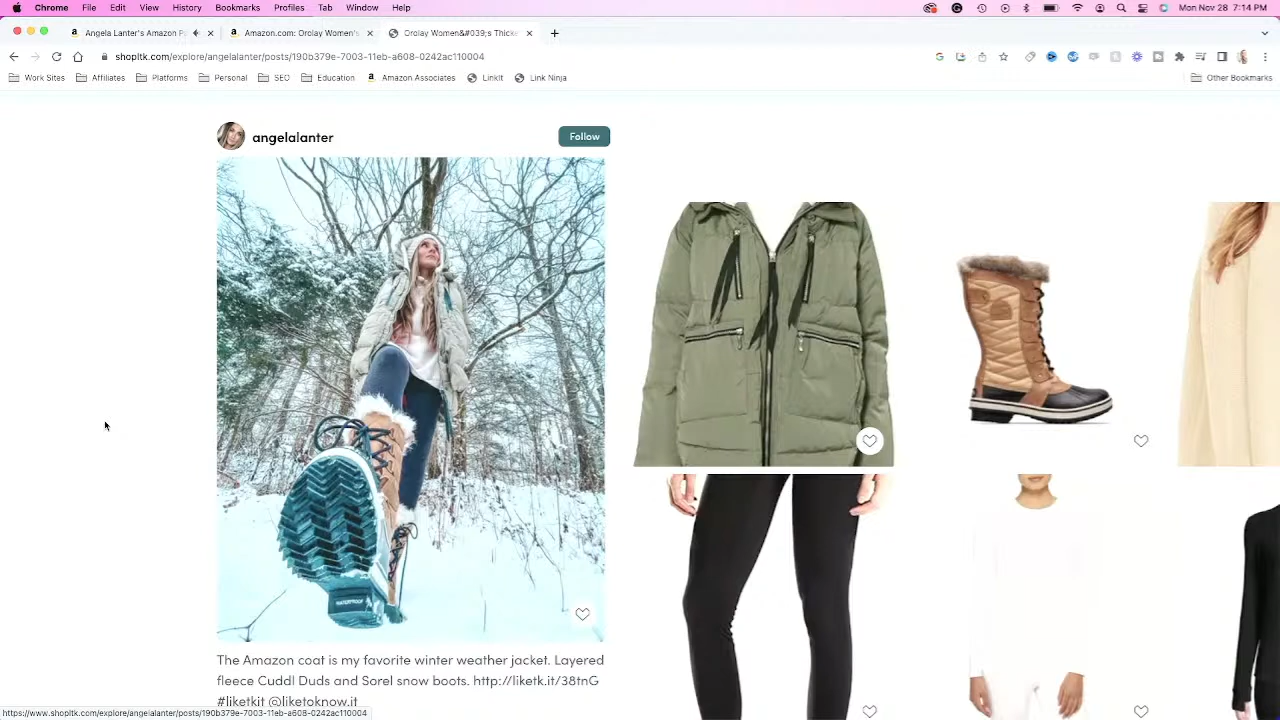 Chrome File Edit View History Bookmarks Profiles Tab Window Help Mon Nov 28 7:14 PM
Angela Lanter's Amazon P Amazon.com: Orolay Women's Orolay Women&#039;s Thicke
shopltk.com/explore/angelalanter/posts/190b379e-7003-11eb-a608-0242ac110004
Work Sites Affiliates Platforms Personal SEO Education Amazon Associates LinkIt Link Ninja Other Bookmarks
angelalanter Follow
WATERPROOF
The Amazon coat is my favorite winter weather jacket. Layered
fleece Cuddl Duds and Sorel snow boots. http://liketk.it/38tnG
#liketkit @liketoknow.it
https://www.shopltk.com/explore/angelalanter/posts/190b379e-7003-11eb-a608-0242ac110004